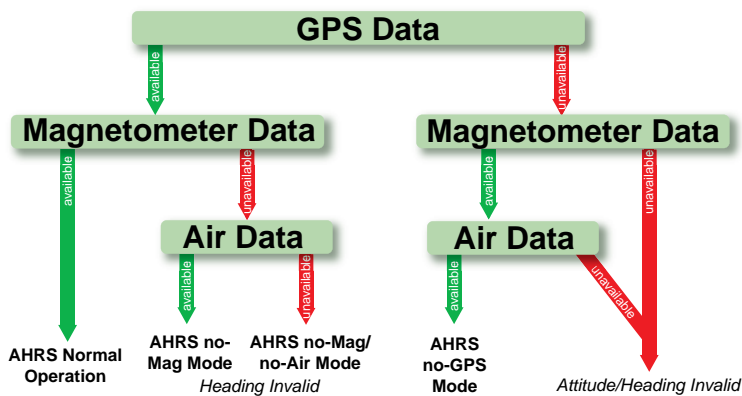 GPS Data
available
unavailable
Magnetometer Data
Magnetometer Data
available
unavailable
available
unavailable
Air Data
Air Data
available
unavailable
available
unavailable
AHRS Normal
Operation
AHRS no-
Mag Mode
AHRS no-Mag/
no-Air Mode
Heading Invalid
AHRS
no-GPS
Mode
Attitude/Heading Invalid